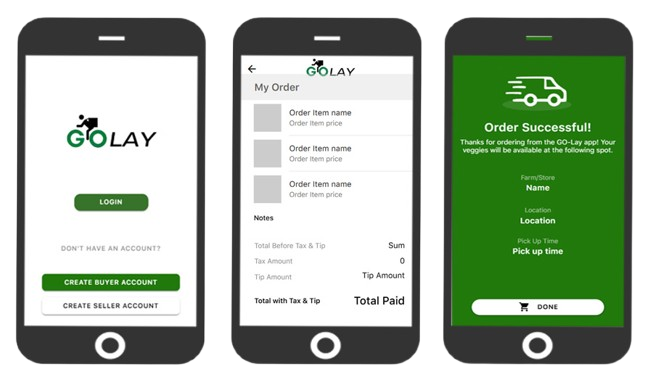 GOLAY
LOGIN
DON'T HAVE AN ACCOUNT?
CREATE BUYER ACCOUNT
CREATE SELLER ACCOUNT
GOLAY
My Order
Order Item name
Order Item price
Order Item name
Order Item price
Order Item name
Order Item price
Notes
Total Before Tax & Tip Sum
Tax Amount 0
Tip Amount Tip Amount
Total with Tax & Tip Total Paid
Order Successful!
Thanks for ordering from the GO-Lay app! Your
veggies will be available at the following spot.
Farm/Store
Name
Location
Location
Pick Up Time
Pick up time
DONE